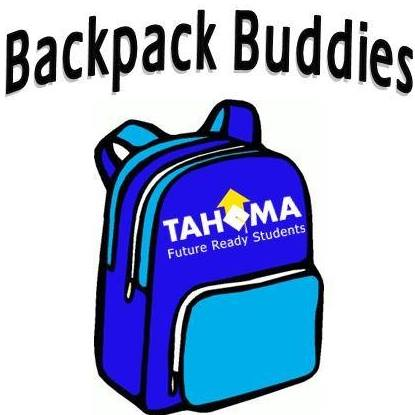 Backpack Buddies
TAHOMA
Future Ready Students